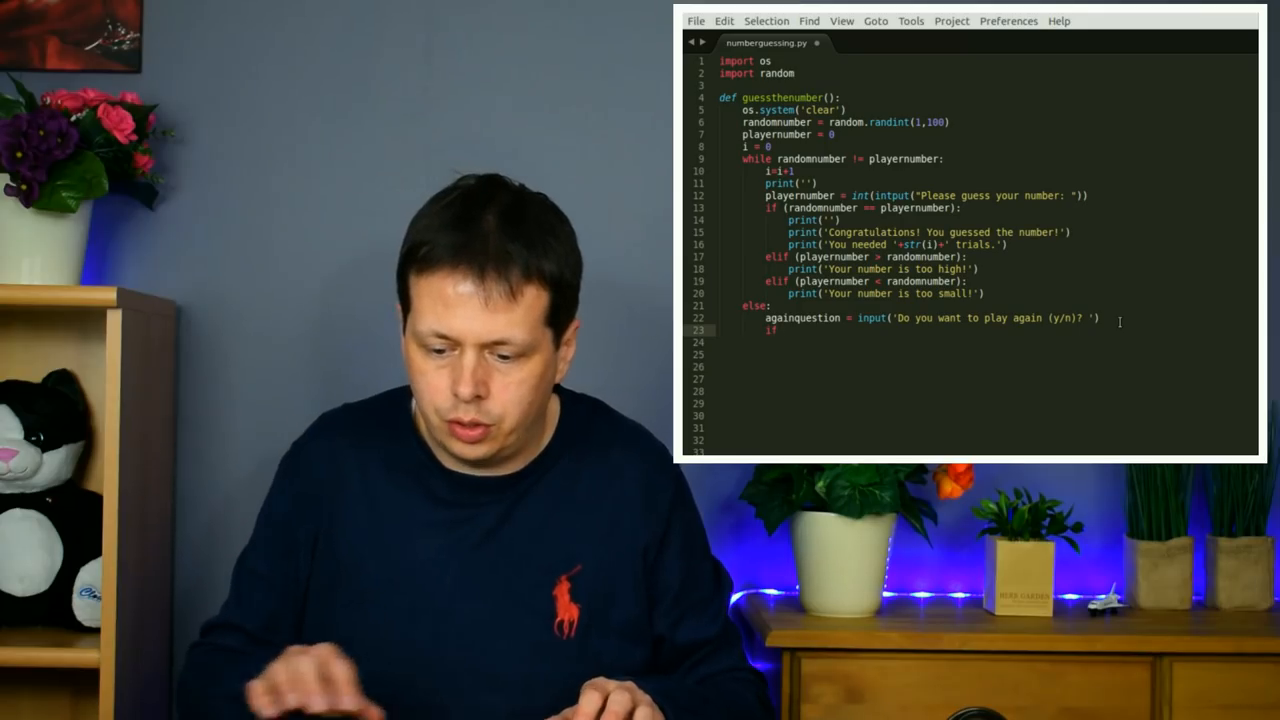 File Edit Selection Find View Goto Tools Project Preferences Help
numberguessing.py
1 import os
2 import random
3
4 def guessthenumber():
5 os.system('clear')
6 randomnumber = random.randint(1,100)
7 playernumber = 0
8 i = 0
9 while randomnumber != playernumber:
10 i=i+1
11 print('')
12 playernumber = int(intput("Please guess your number: "))
13 if (randomnumber == playernumber):
14 print('')
15 print('Congratulations! You guessed the number!')
16 print('You needed '+str(i)+' trials.')
17 elif (playernumber > randomnumber):
18 print('Your number is too high!')
19 elif (playernumber < randomnumber):
20 print('Your number is too small!')
21 else:
22 againquestion = input('Do you want to play again (y/n)? ')
23 if
24
25
26
27
28
29
30
31
32
33
HERB GARDEN